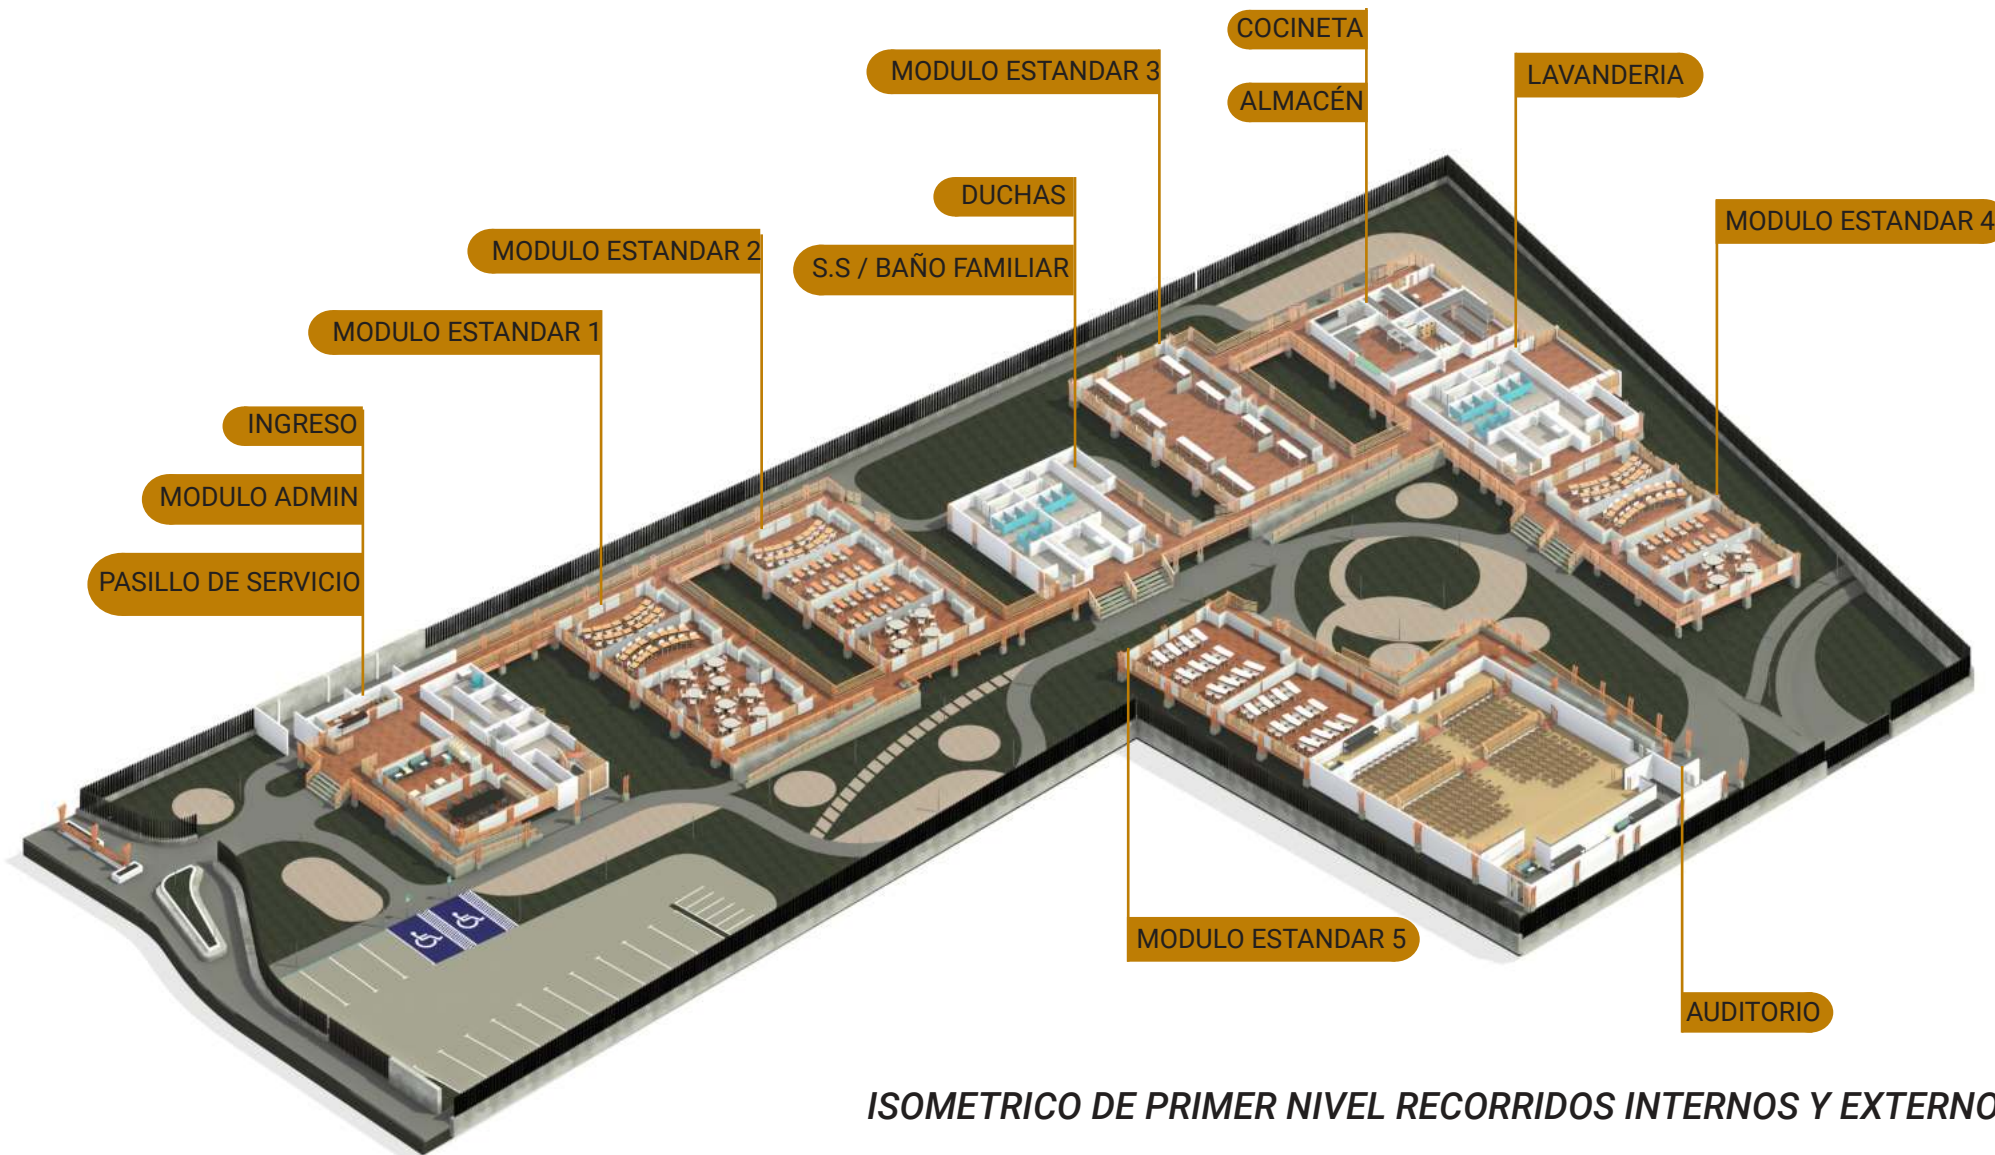 COCINETA
MODULO ESTANDAR 3
LAVANDERIA
ALMACÉN
DUCHAS
MODULO ESTANDAR 4
MODULO ESTANDAR 2
S.S / BAÑO FAMILIAR
MODULO ESTANDAR 1
INGRESO
MODULO ADMIN
PASILLO DE SERVICIO
MODULO ESTANDAR 5
AUDITORIO
ISOMETRICO DE PRIMER NIVEL RECORRIDOS INTERNOS Y EXTERNO